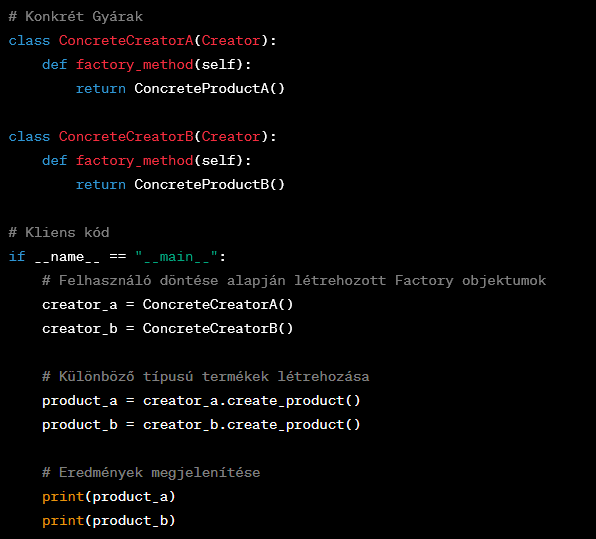 # Konkrét Gyárak
class ConcreteCreatorA(Creator):
    def factory_method(self):
        return ConcreteProductA()

class ConcreteCreatorB(Creator):
    def factory_method(self):
        return ConcreteProductB()

# Kliens kód
if __name__ == "__main__":
    # Felhasználó döntése alapján létrehozott Factory objektumok
    creator_a = ConcreteCreatorA()
    creator_b = ConcreteCreatorB()

    # Különböző típusú termékek létrehozása
    product_a = creator_a.create_product()
    product_b = creator_b.create_product()

    # Eredmények megjelenítése
    print(product_a)
    print(product_b)